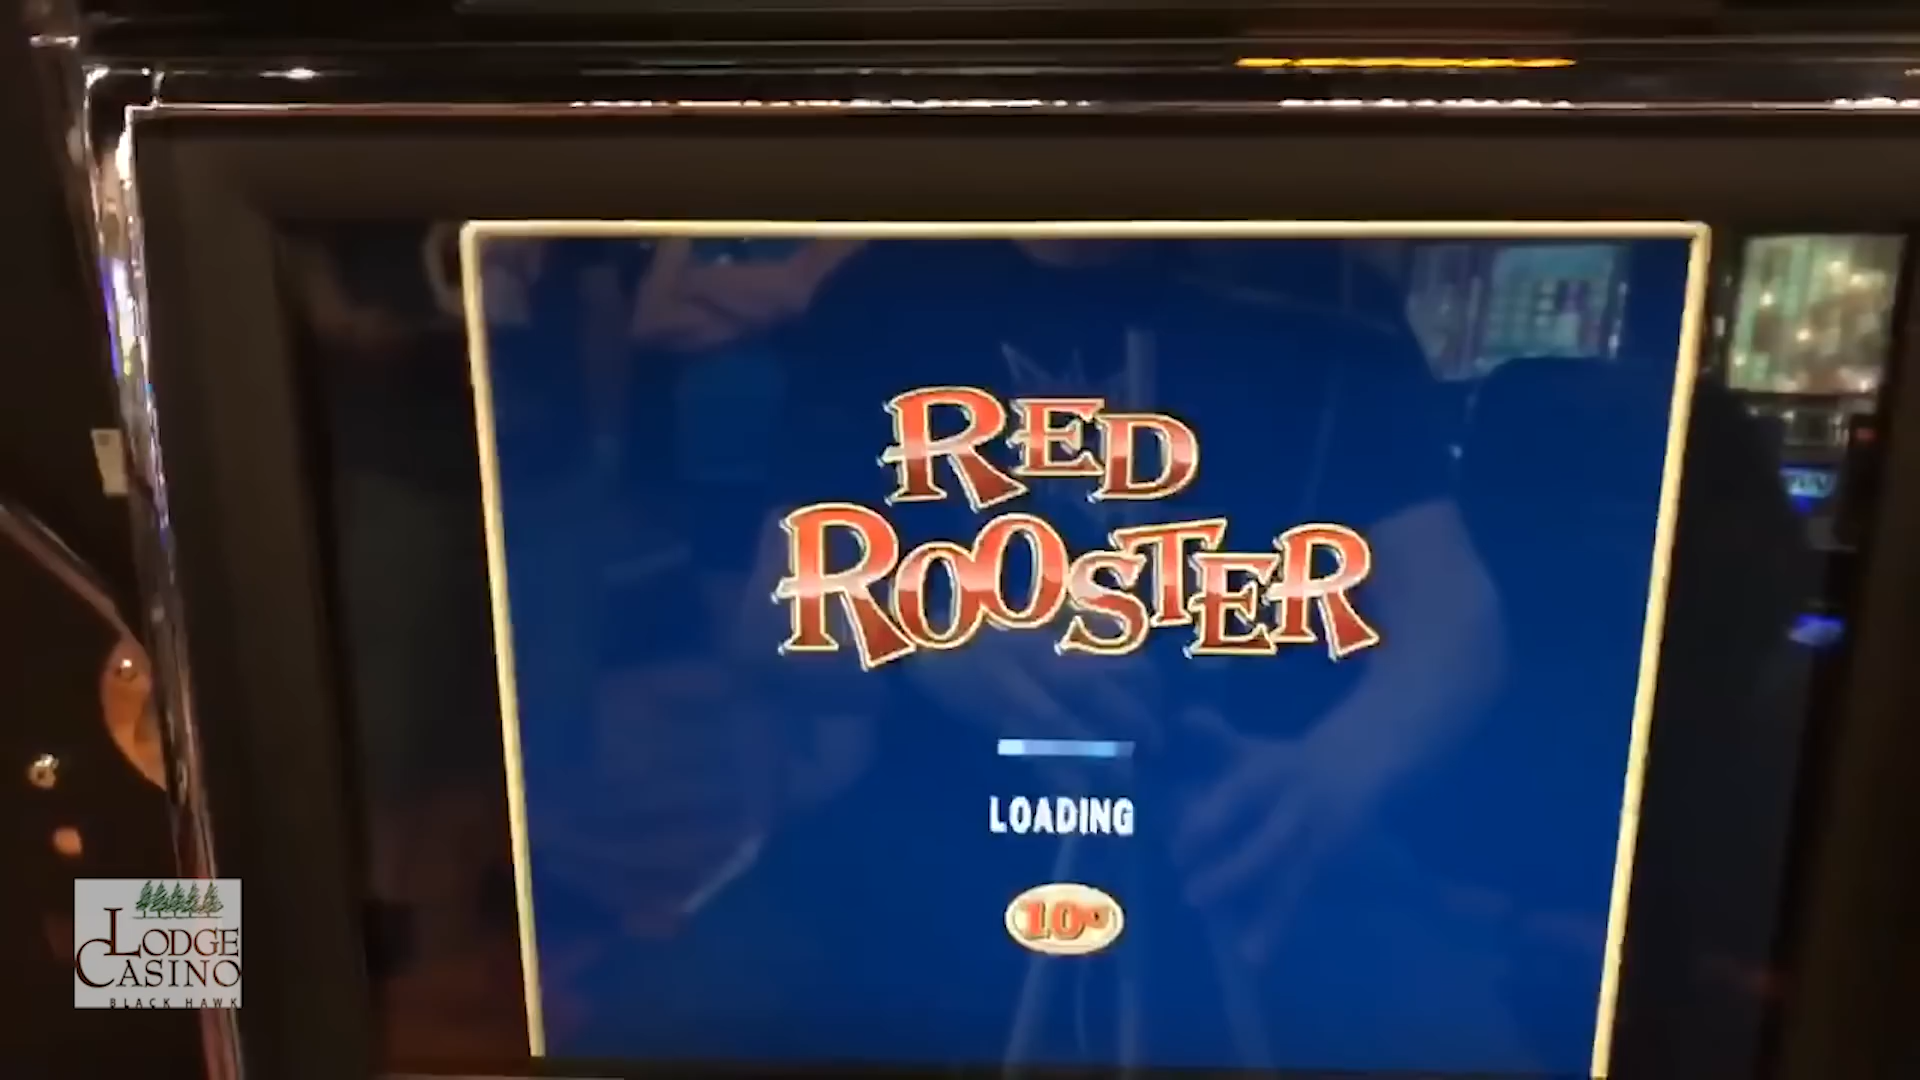 RED
ROOSTER
LOADING
10¢
LODGE
CASINO
BLACK HAWK